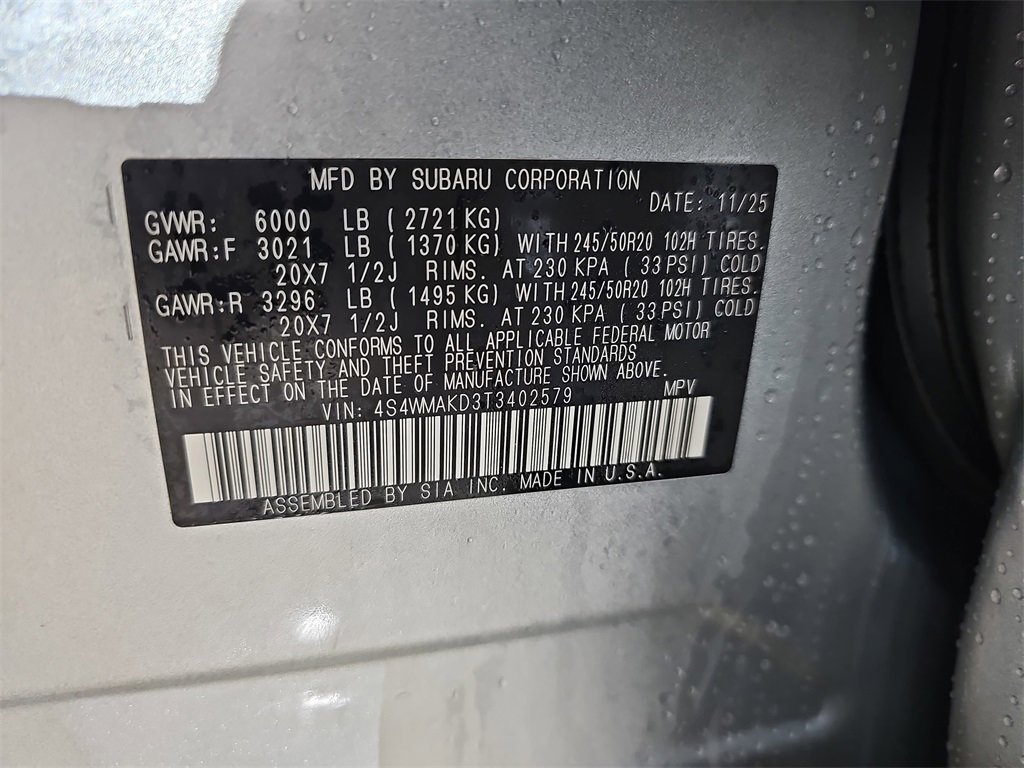 MFD BY SUBARU CORPORATION
DATE: 11/25
GVWR: 6000 LB ( 2721 KG)
GAWR:F 3021 LB ( 1370 KG) WITH 245/50R20 102H TIRES.
20X7 1/2J RIMS. AT 230 KPA ( 33 PSI) COLD
GAWR:R 3296 LB ( 1495 KG) WITH 245/50R20 102H TIRES.
20X7 1/2J RIMS. AT 230 KPA ( 33 PSI) COLD
THIS VEHICLE CONFORMS TO ALL APPLICABLE FEDERAL MOTOR
VEHICLE SAFETY AND THEFT PREVENTION STANDARDS
IN EFFECT ON THE DATE OF MANUFACTURE SHOWN ABOVE.
VIN: 4S4WMAKD3T3402579 MPV
ASSEMBLED BY SIA INC. MADE IN U.S.A.